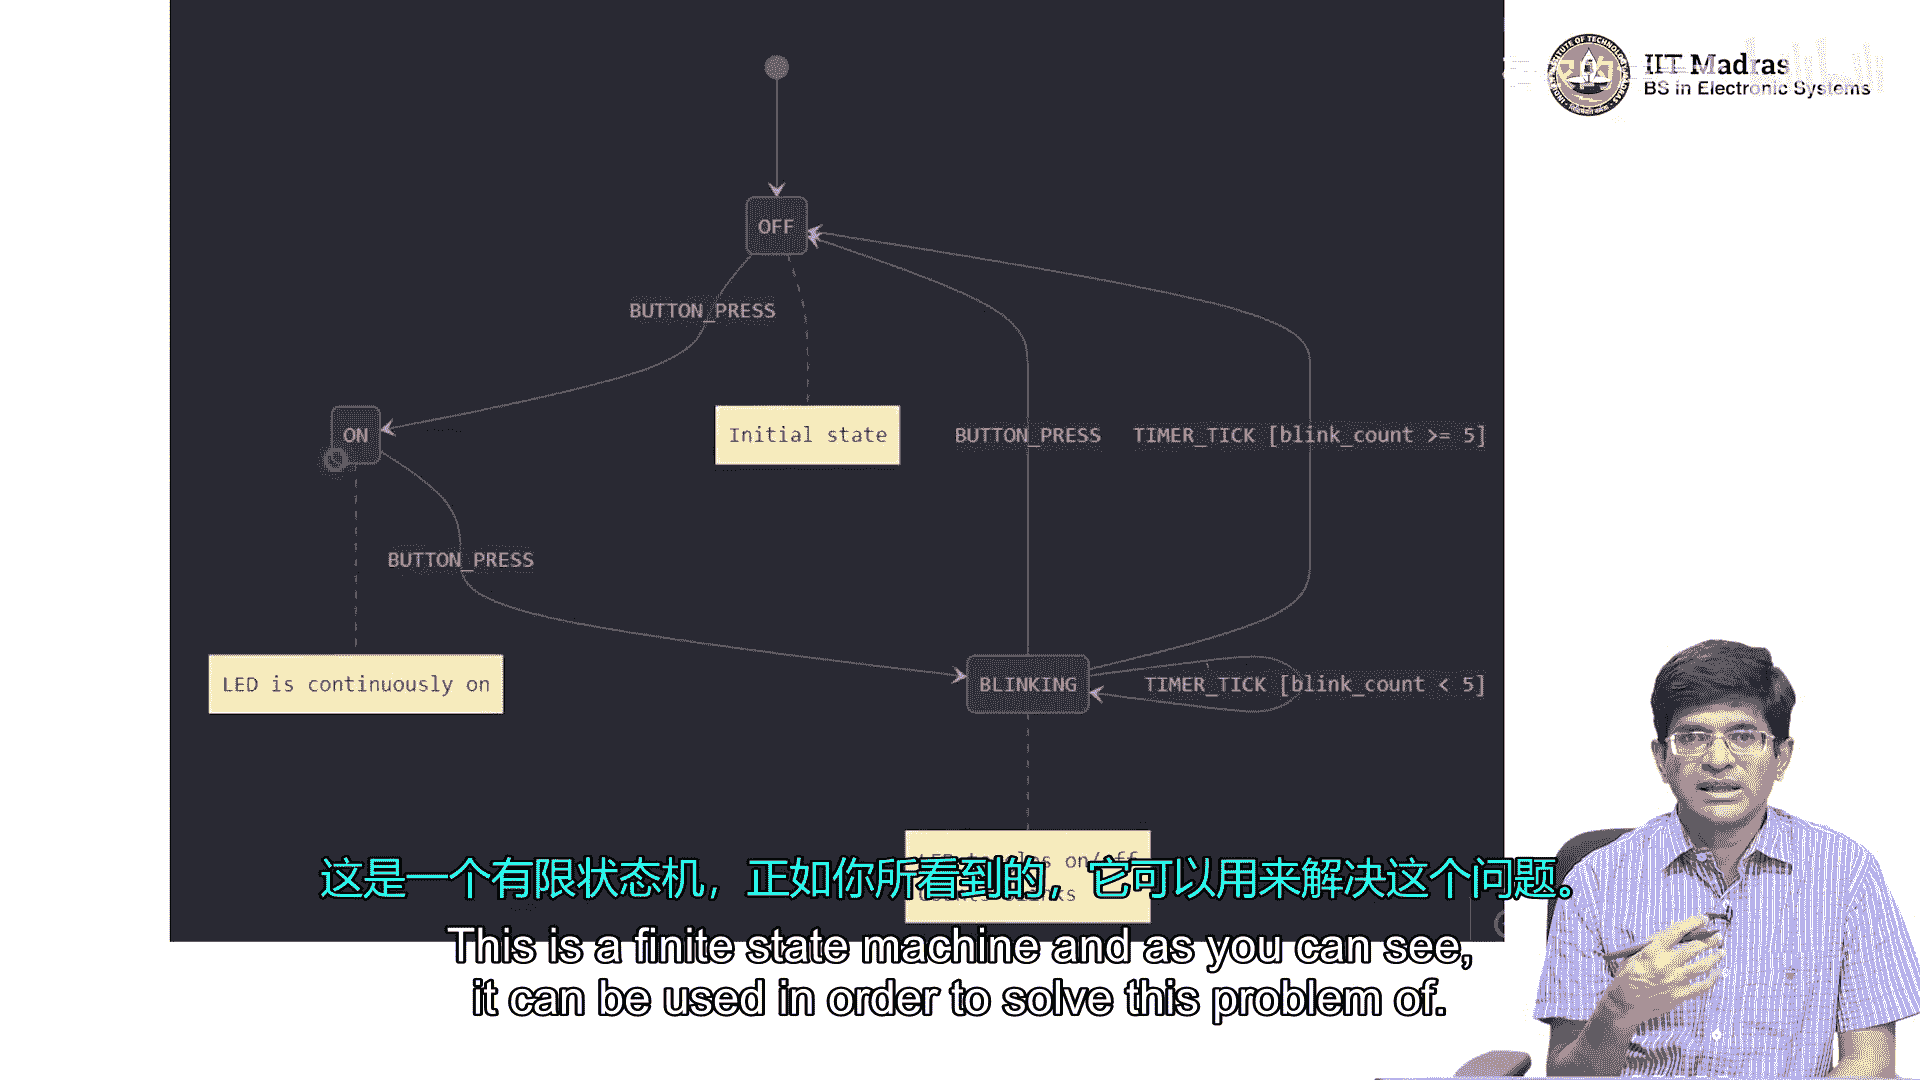 IIT Madras
BS in Electronic Systems
OFF
BUTTON_PRESS
ON
Initial state
BUTTON_PRESS
TIMER_TICK [blink_count >= 5]
BUTTON_PRESS
LED is continuously on
BLINKING
TIMER_TICK [blink_count < 5]
on/off
这是一个有限状态机，正如你所看到的，它可以用来解决这个问题。
This is a finite state machine and as you can see,
it can be used in order to solve this problem of.